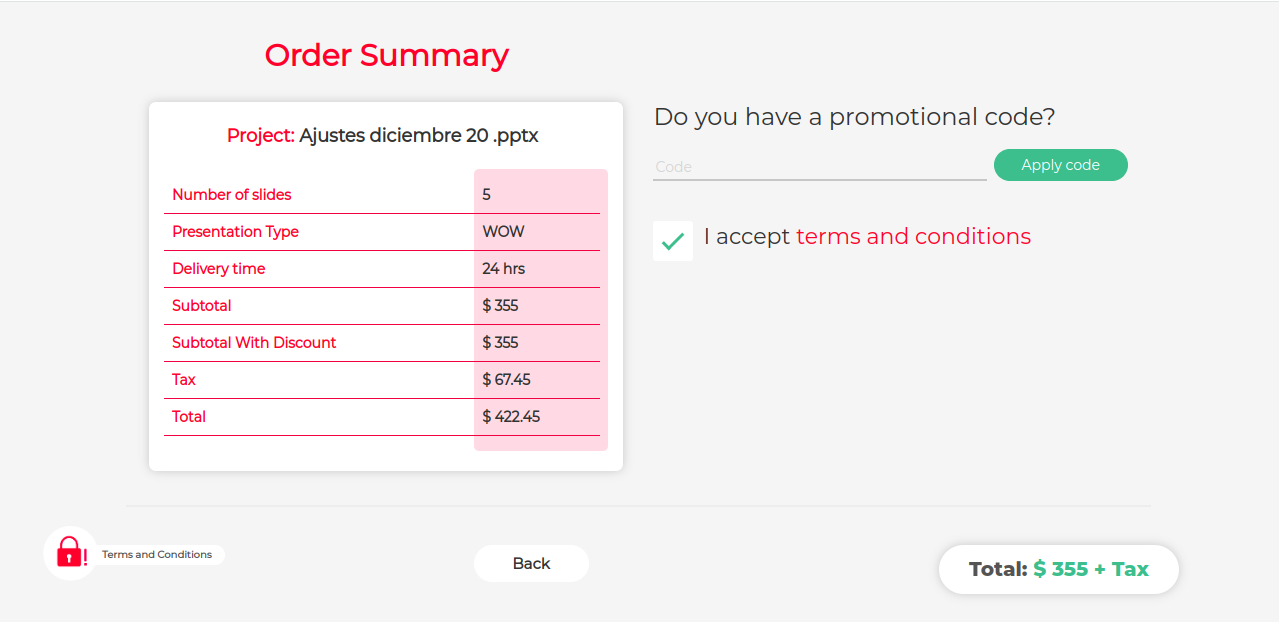 Order Summary
Project: Ajustes diciembre 20 .pptx
Number of slides 5
Presentation Type WOW
Delivery time 24 hrs
Subtotal $ 355
Subtotal With Discount $ 355
Tax $ 67.45
Total $ 422.45
Do you have a promotional code?
Code Apply code
I accept terms and conditions
Terms and Conditions
Back
Total: $ 355 + Tax